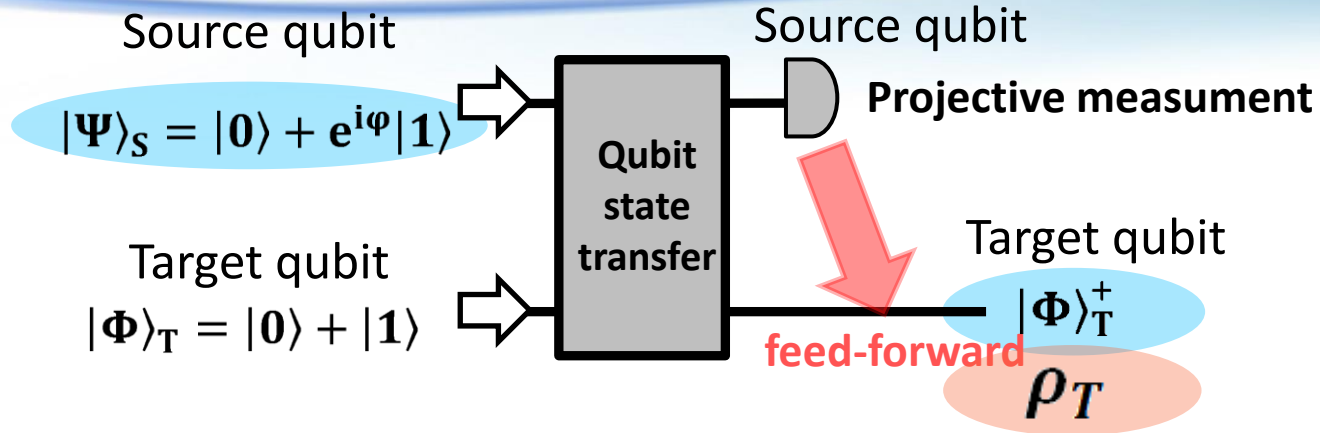 Source qubit
|Ψ⟩S = |0⟩ + e^iφ|1⟩
Target qubit
|Φ⟩T = |0⟩ + |1⟩
Qubit
state
transfer
Source qubit
Projective measument
feed-forward
Target qubit
|Φ⟩T^+
ρT